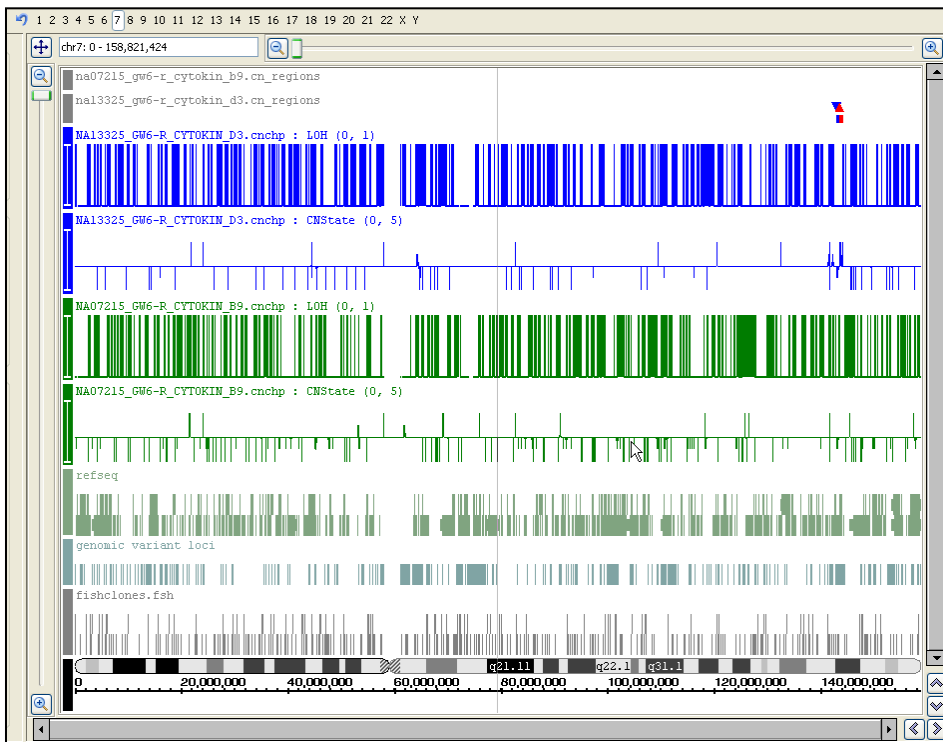 1 2 3 4 5 6 7 8 9 10 11 12 13 14 15 16 17 18 19 20 21 22 X Y
chr7: 0 - 158,821,424
na07215_gw6-r_cytokin_b9.cn_regions
na13325_gw6-r_cytokin_d3.cn_regions
NA13325_GW6-R_CYTOKIN_D3.cnchp : LOH (0, 1)
NA13325_GW6-R_CYTOKIN_D3.cnchp : CNState (0, 5)
NA07215_GW6-R_CYTOKIN_B9.cnchp : LOH (0, 1)
NA07215_GW6-R_CYTOKIN_B9.cnchp : CNState (0, 5)
refseq
genomic variant loci
fishclones.fsh
q21.11 q22.1 q31.1
0 20,000,000 40,000,000 60,000,000 80,000,000 100,000,000 120,000,000 140,000,000